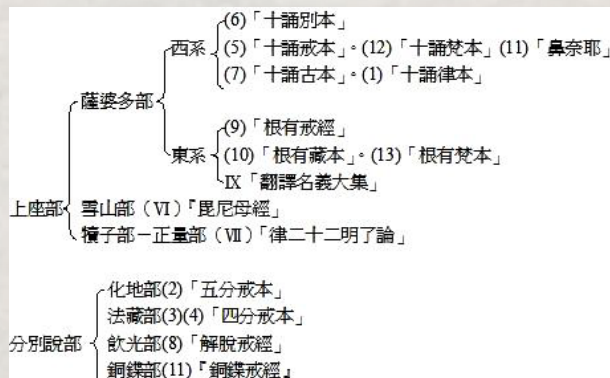 (6)「十誦別本」
西系 (5)「十誦戒本」。(12)「十誦梵本」(11)「鼻奈耶」
(7)「十誦古本」。(1)「十誦律本」
薩婆多部
(9)「根有戒經」
東系 (10)「根有藏本」。(13)「根有梵本」
Ⅸ「翻譯名義大集」
上座部 雪山部（Ⅵ）『毘尼母經」
犢子部－正量部（Ⅶ）「律二十二明了論」
化地部(2)「五分戒本」
法藏部(3)(4)「四分戒本」
分別說部 飲光部(8)「解脫戒經」
銅鍱部(11)『銅鍱戒經』